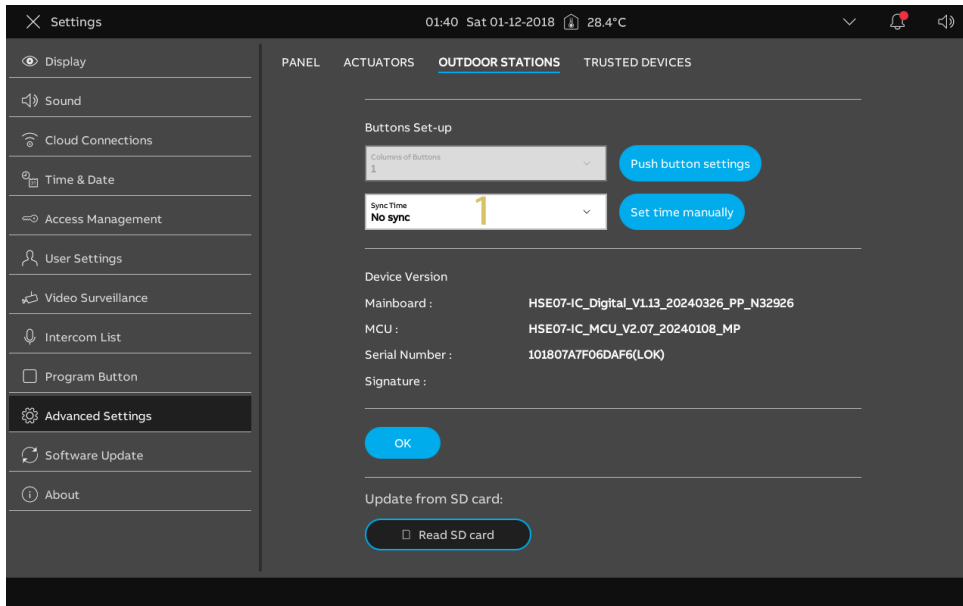 Settings
01:40 Sat 01-12-2018 28.4°C
Display
Sound
Cloud Connections
Time & Date
Access Management
User Settings
Video Surveillance
Intercom List
Program Button
Advanced Settings
Software Update
About
PANEL ACTUATORS OUTDOOR STATIONS TRUSTED DEVICES
Buttons Set-up
Columns of Buttons
1
Push button settings
Sync Time
No sync
1
Set time manually
Device Version
Mainboard : HSE07-IC_Digital_V1.13_20240326_PP_N32926
MCU : HSE07-IC_MCU_V2.07_20240108_MP
Serial Number : 101807A7F06DAF6(LOK)
Signature :
OK
Update from SD card:
Read SD card